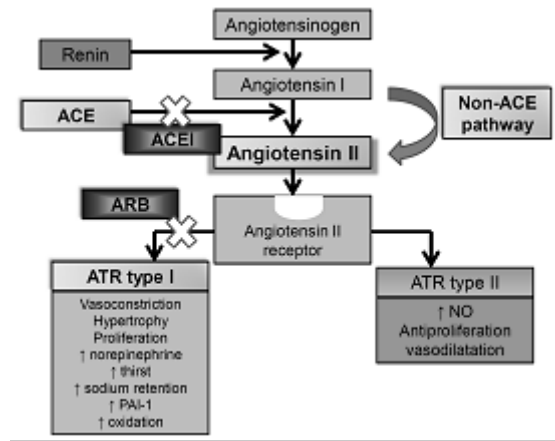 Angiotensinogen
Renin
Angiotensin I
Non-ACE
pathway
ACE
ACEI
Angiotensin II
ARB
Angiotensin II
receptor
ATR type I
Vasoconstriction
Hypertrophy
Proliferation
↑ norepinephrine
↑ thirst
↑ sodium retention
↑ PAI-1
↑ oxidation
ATR type II
↑ NO
Antiproliferation
vasodilatation